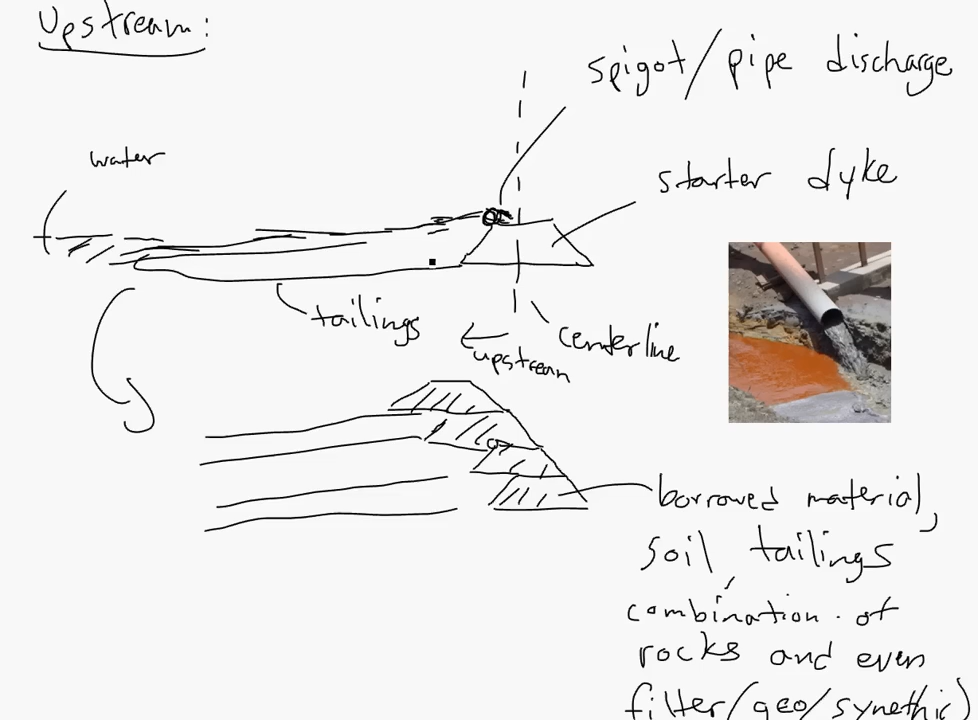 Upstream:
spigot/pipe discharge
water
starter dyke
tailings
centerline
upstream
borrowed material,
soil, tailings
combination of
rocks and even
filter/geo/synethic)